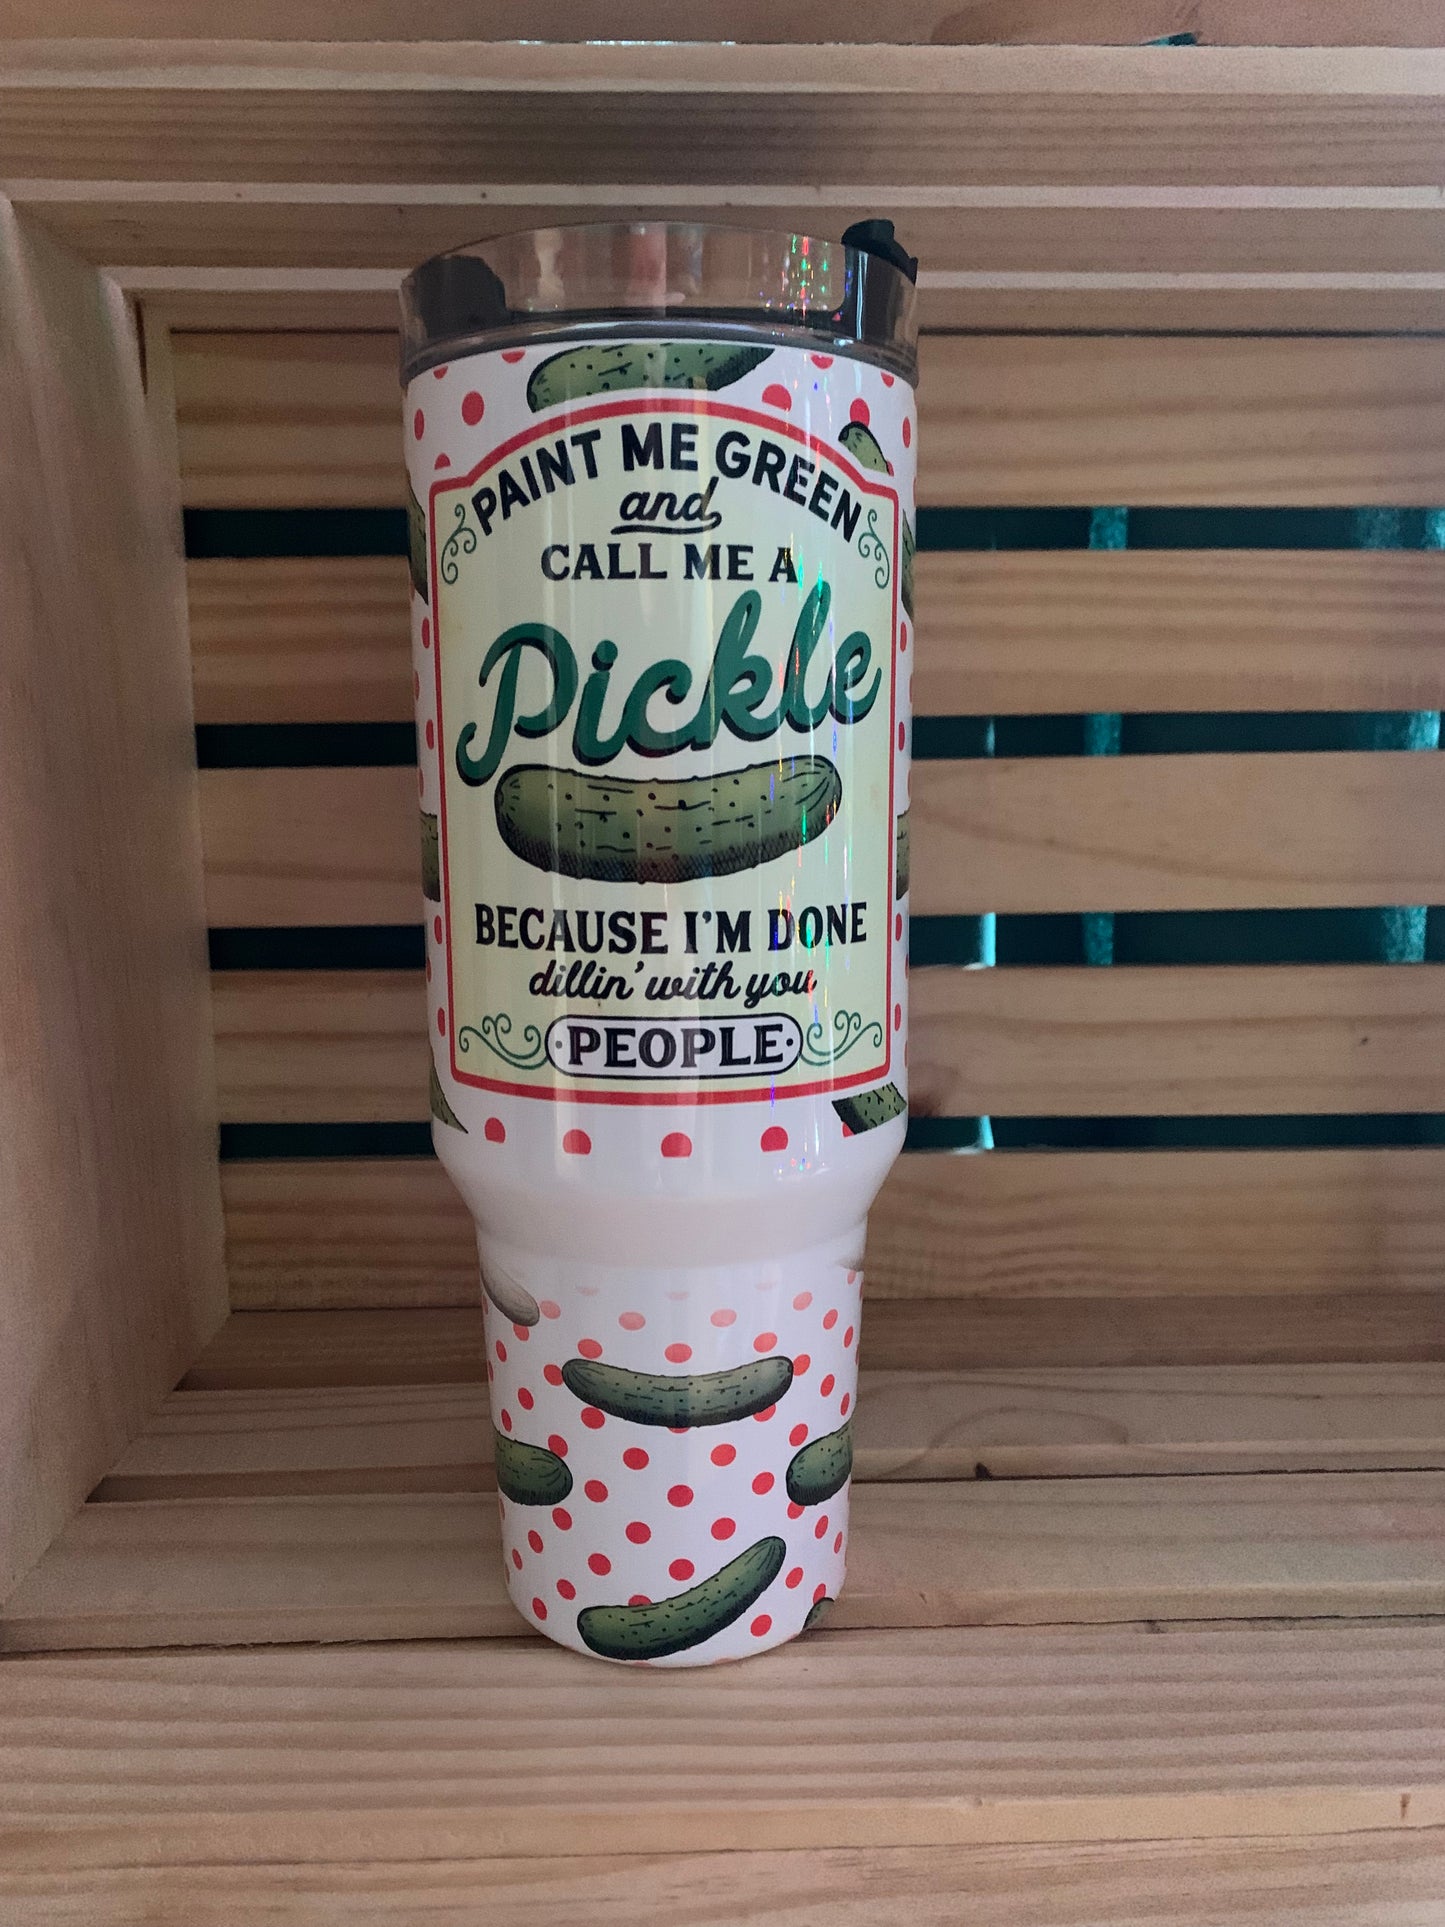 PAINT ME GREEN
and
CALL ME A
Pickle
BECAUSE I'M DONE
dillin' with you
·PEOPLE·